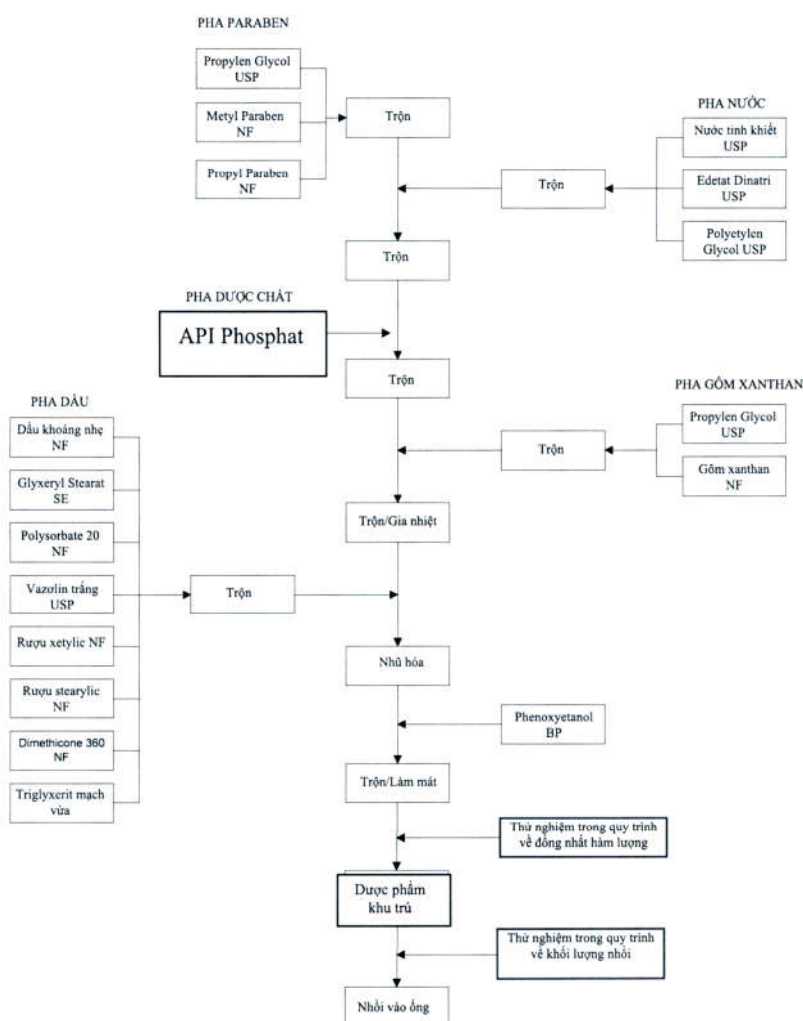 PHA PARABEN
Propylen Glycol
USP
Metyl Paraben
NF
Propyl Paraben
NF
Trộn
PHA NƯỚC
Nước tinh khiết
USP
Edetat Dinatri
USP
Polyetylen
Glycol USP
Trộn
Trộn
PHA DƯỢC CHẤT
API Phosphat
Trộn
PHA GÔM XANTHAN
Propylen Glycol
USP
Gôm xanthan
NF
Trộn
Trộn/Gia nhiệt
PHA DẦU
Dầu khoáng nhẹ
NF
Glyxeryl Stearat
SE
Polysorbate 20
NF
Vazơlin trắng
USP
Rượu xetylic NF
Rượu stearylic
NF
Dimethicone 360
NF
Triglyxerit mạch
vừa
Trộn
Nhũ hóa
Phenoxyetanol
BP
Trộn/Làm mát
Thử nghiệm trong quy trình
về đồng nhất hàm lượng
Dược phẩm
khu trú
Thử nghiệm trong quy trình
về khối lượng nhồi
Nhồi vào ống